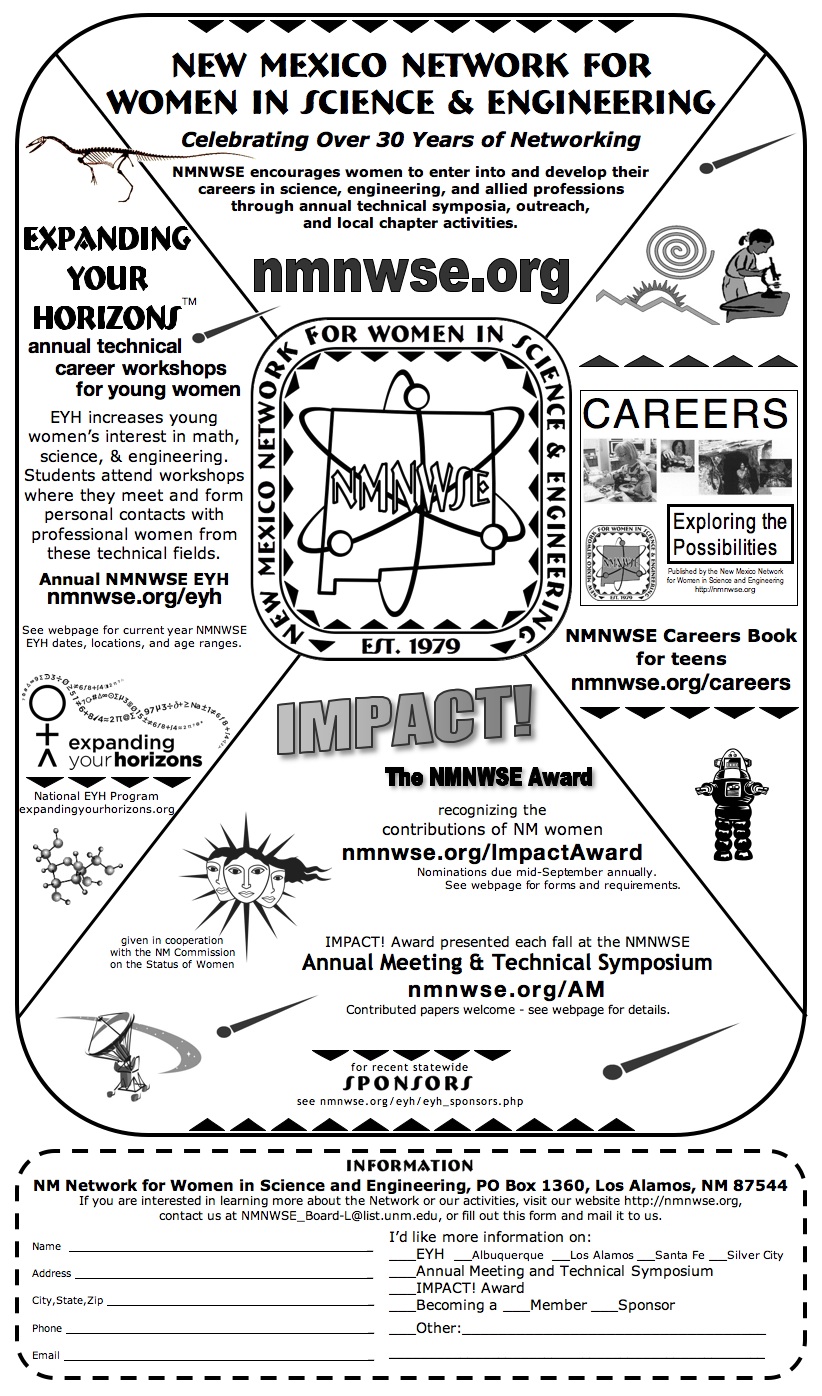 NEW MEXICO NETWORK FOR
WOMEN IN SCIENCE & ENGINEERING
Celebrating Over 30 Years of Networking
NMNWSE encourages women to enter into and develop their
careers in science, engineering, and allied professions
through annual technical symposia, outreach,
and local chapter activities.
nmnwse.org
EXPANDING
YOUR
HORIZONS™
annual technical
career workshops
for young women
EYH increases young
women's interest in math,
science, & engineering.
Students attend workshops
where they meet and form
personal contacts with
professional women from
these technical fields.
Annual NMNWSE EYH
nmnwse.org/eyh
See webpage for current year NMNWSE
EYH dates, locations, and age ranges.
expanding
yourhorizons
National EYH Program
expandingyourhorizons.org
NEW MEXICO NETWORK FOR WOMEN IN SCIENCE & ENGINEERING
NMNWSE
EST. 1979
CAREERS
Exploring the
Possibilities
NEW MEXICO NETWORK FOR WOMEN IN SCIENCE & ENGINEERING
NMNWSE
EST. 1979
Published by the New Mexico Network
for Women in Science and Engineering
http://nmnwse.org
NMNWSE Careers Book
for teens
nmnwse.org/careers
IMPACT!
The NMNWSE Award
recognizing the
contributions of NM women
nmnwse.org/ImpactAward
Nominations due mid-September annually.
See webpage for forms and requirements.
given in cooperation
with the NM Commission
on the Status of Women
IMPACT! Award presented each fall at the NMNWSE
Annual Meeting & Technical Symposium
nmnwse.org/AM
Contributed papers welcome - see webpage for details.
for recent statewide
SPONSORS
see nmnwse.org/eyh/eyh_sponsors.php
INFORMATION
NM Network for Women in Science and Engineering, PO Box 1360, Los Alamos, NM 87544
If you are interested in learning more about the Network or our activities, visit our website http://nmnwse.org,
contact us at NMNWSE_Board-L@list.unm.edu, or fill out this form and mail it to us.
Name
Address
City,State,Zip
Phone
Email
I'd like more information on:
___EYH ___Albuquerque ___Los Alamos ___Santa Fe ___Silver City
___Annual Meeting and Technical Symposium
___IMPACT! Award
___Becoming a ___Member ___Sponsor
___Other: